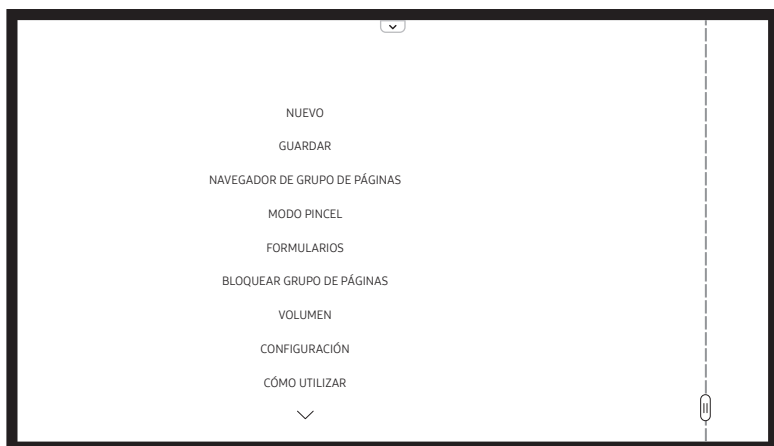 NUEVO
GUARDAR
NAVEGADOR DE GRUPO DE PÁGINAS
MODO PINCEL
FORMULARIOS
BLOQUEAR GRUPO DE PÁGINAS
VOLUMEN
CONFIGURACIÓN
CÓMO UTILIZAR